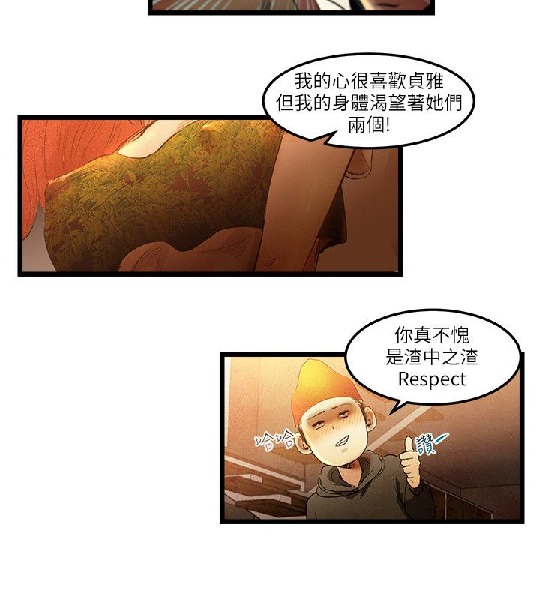 我的心很喜歡貞雅
但我的身體渴望著她們
兩個!
你真不愧
是渣中之渣
Respect
哈哈
讚